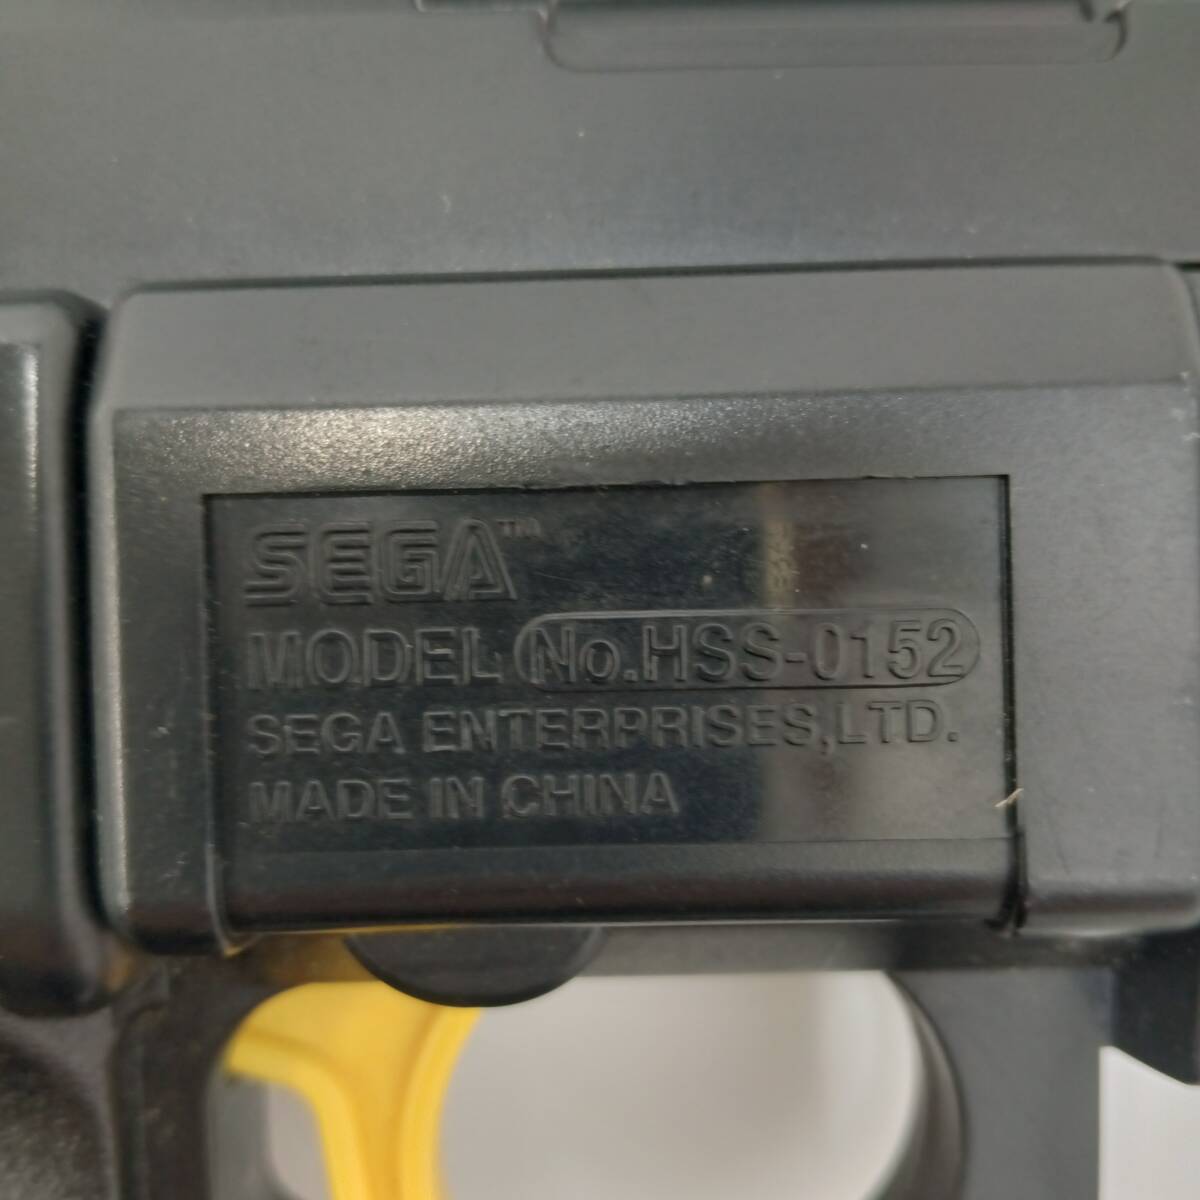 SEGA™
MODEL No.HSS-0152
SEGA ENTERPRISES,LTD.
MADE IN CHINA